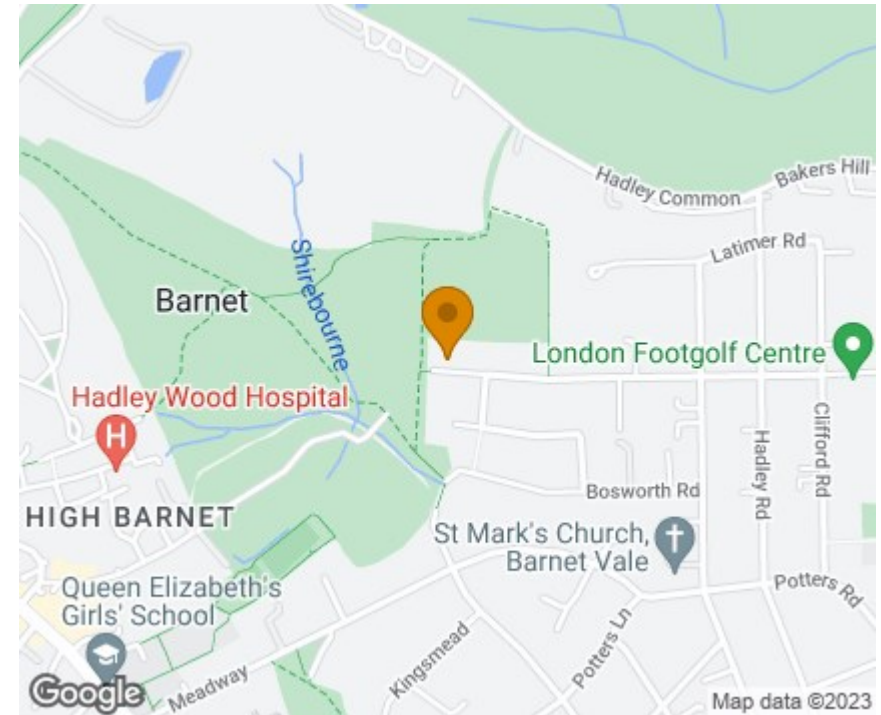 Hadley Common
Bakers Hill
Latimer Rd
Shirebourne
Barnet
London Footgolf Centre
Hadley Wood Hospital
H
Clifford Rd
Hadley Rd
Bosworth Rd
HIGH BARNET
St Mark's Church,
Barnet Vale
Queen Elizabeth's
Girls' School
Potters Rd
Potters Ln
Kingsmead
Meadway
Google
Map data ©2023